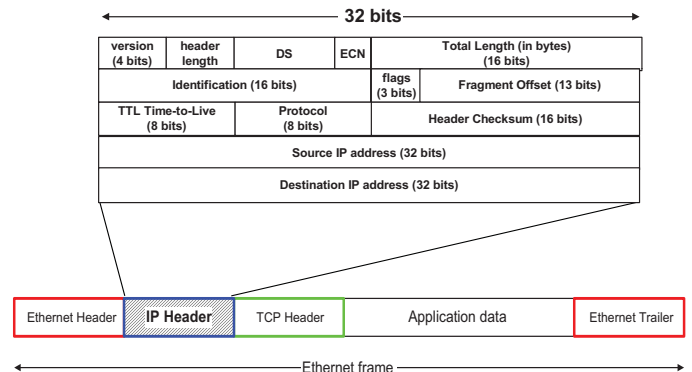 32 bits
version (4 bits)
header length
DS
ECN
Total Length (in bytes) (16 bits)
Identification (16 bits)
flags (3 bits)
Fragment Offset (13 bits)
TTL Time-to-Live (8 bits)
Protocol (8 bits)
Header Checksum (16 bits)
Source IP address (32 bits)
Destination IP address (32 bits)
Ethernet Header
IP Header
TCP Header
Application data
Ethernet Trailer
Ethernet frame